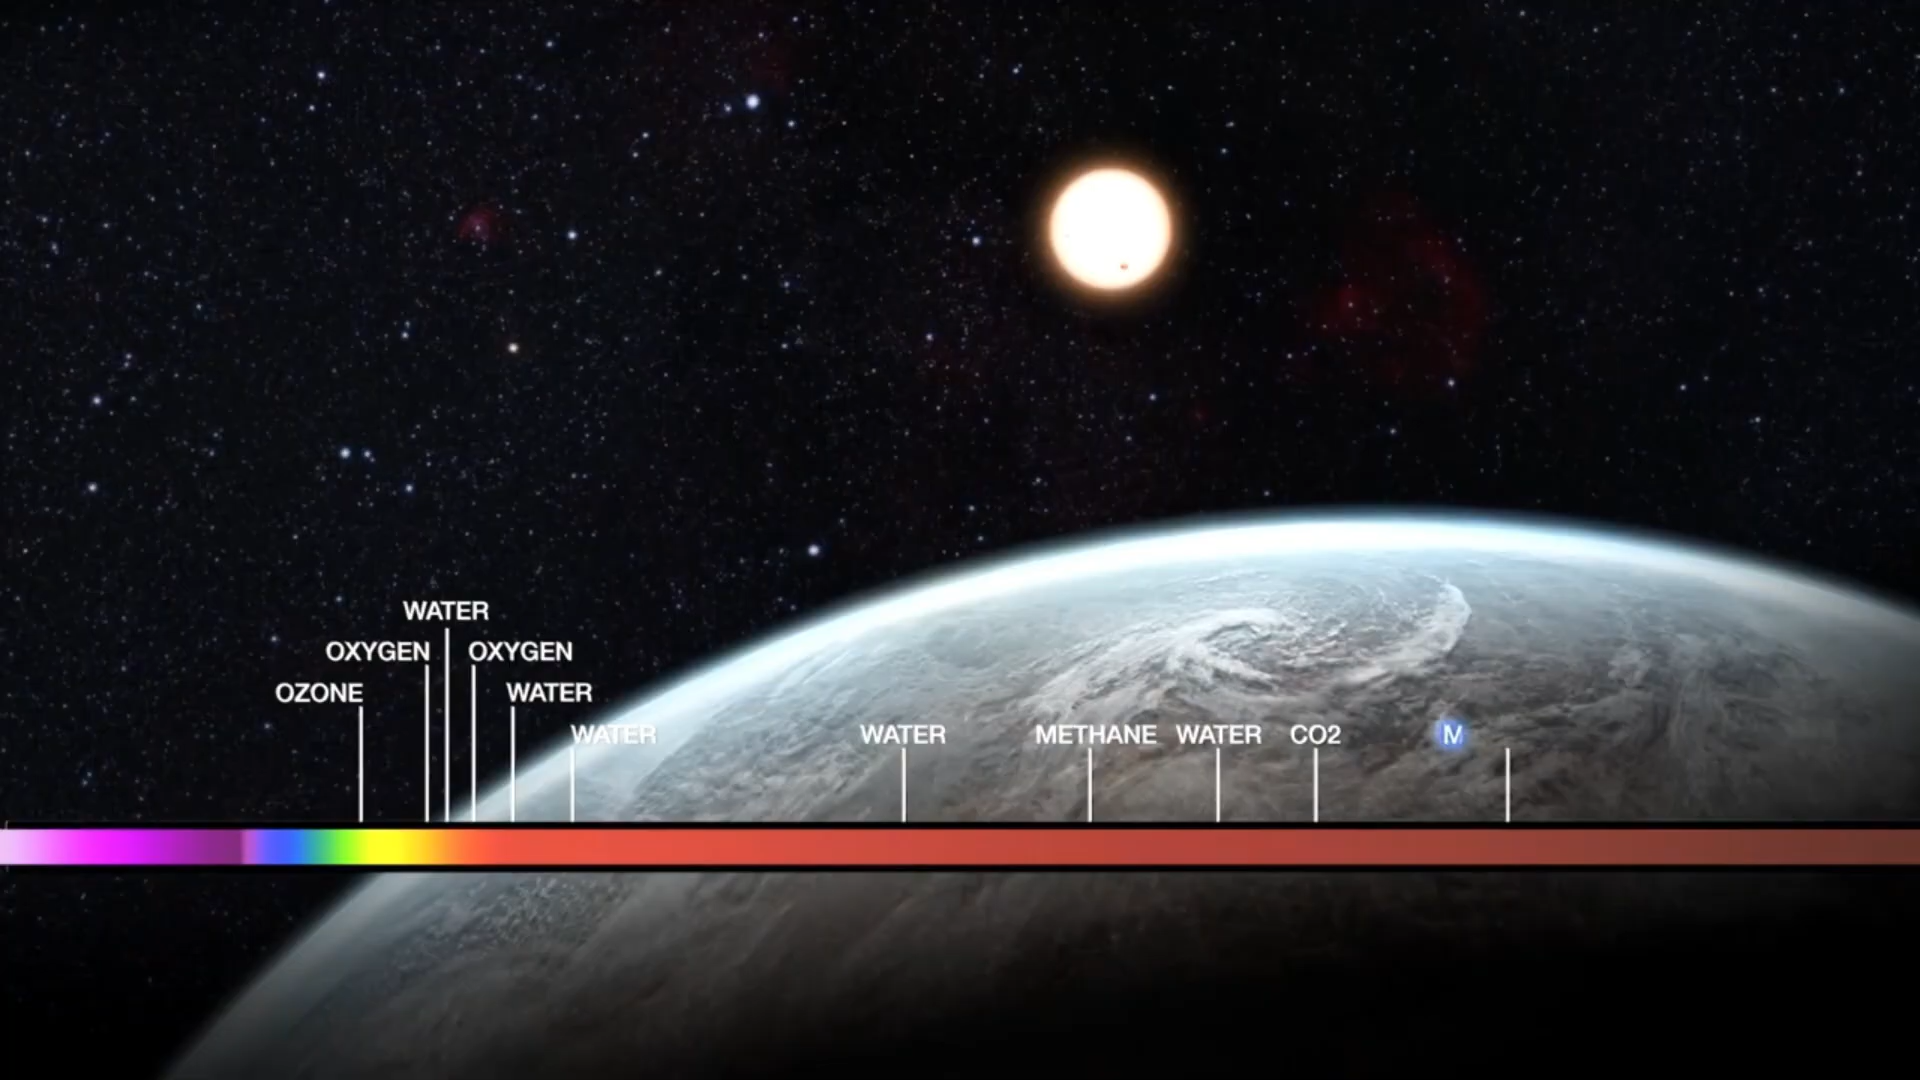 WATER
OXYGEN OXYGEN
OZONE WATER
WATER WATER METHANE WATER CO2 M